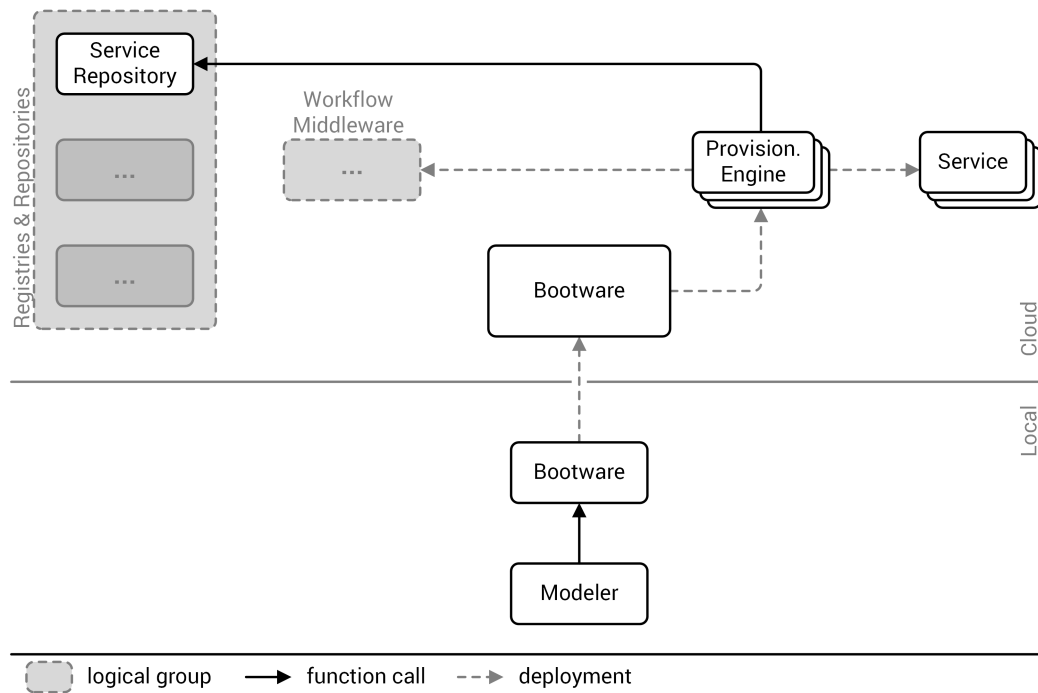 Service
Repository
Registries & Repositories
...
...
Workflow
Middleware
...
Provision.
Engine
Service
Bootware
Cloud
Local
Bootware
Modeler
logical group
function call
deployment